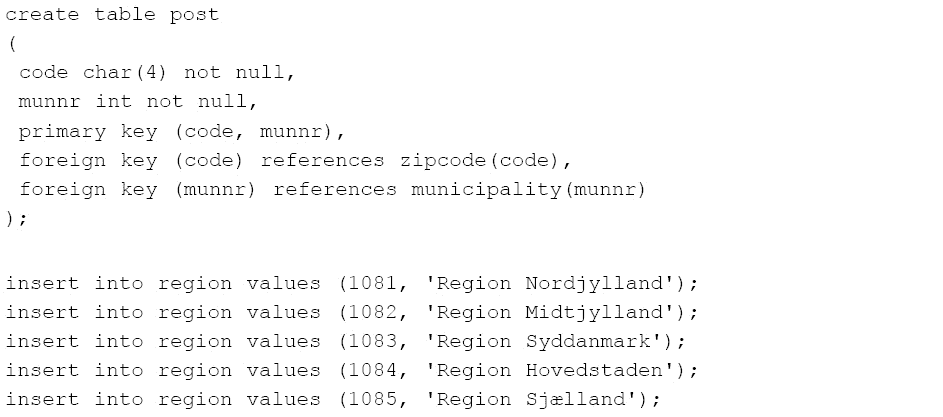 create table post
(
code char(4) not null,
munnr int not null,
primary key (code, munnr),
foreign key (code) references zipcode(code),
foreign key (munnr) references municipality(munnr)
);
insert into region values (1081, 'Region Nordjylland');
insert into region values (1082, 'Region Midtjylland');
insert into region values (1083, 'Region Syddanmark');
insert into region values (1084, 'Region Hovedstaden');
insert into region values (1085, 'Region Sjælland');